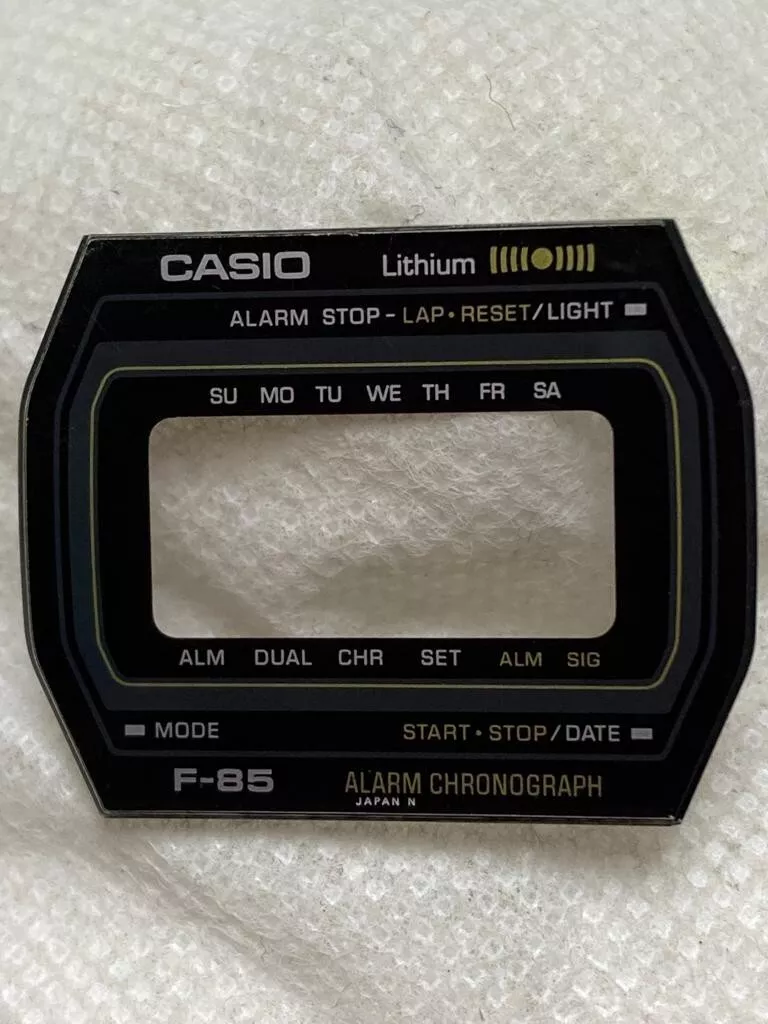 CASIO Lithium
ALARM STOP - LAP • RESET/LIGHT
SU MO TU WE TH FR SA
ALM DUAL CHR SET ALM SIG
MODE START • STOP/DATE
F-85 ALARM CHRONOGRAPH
JAPAN N